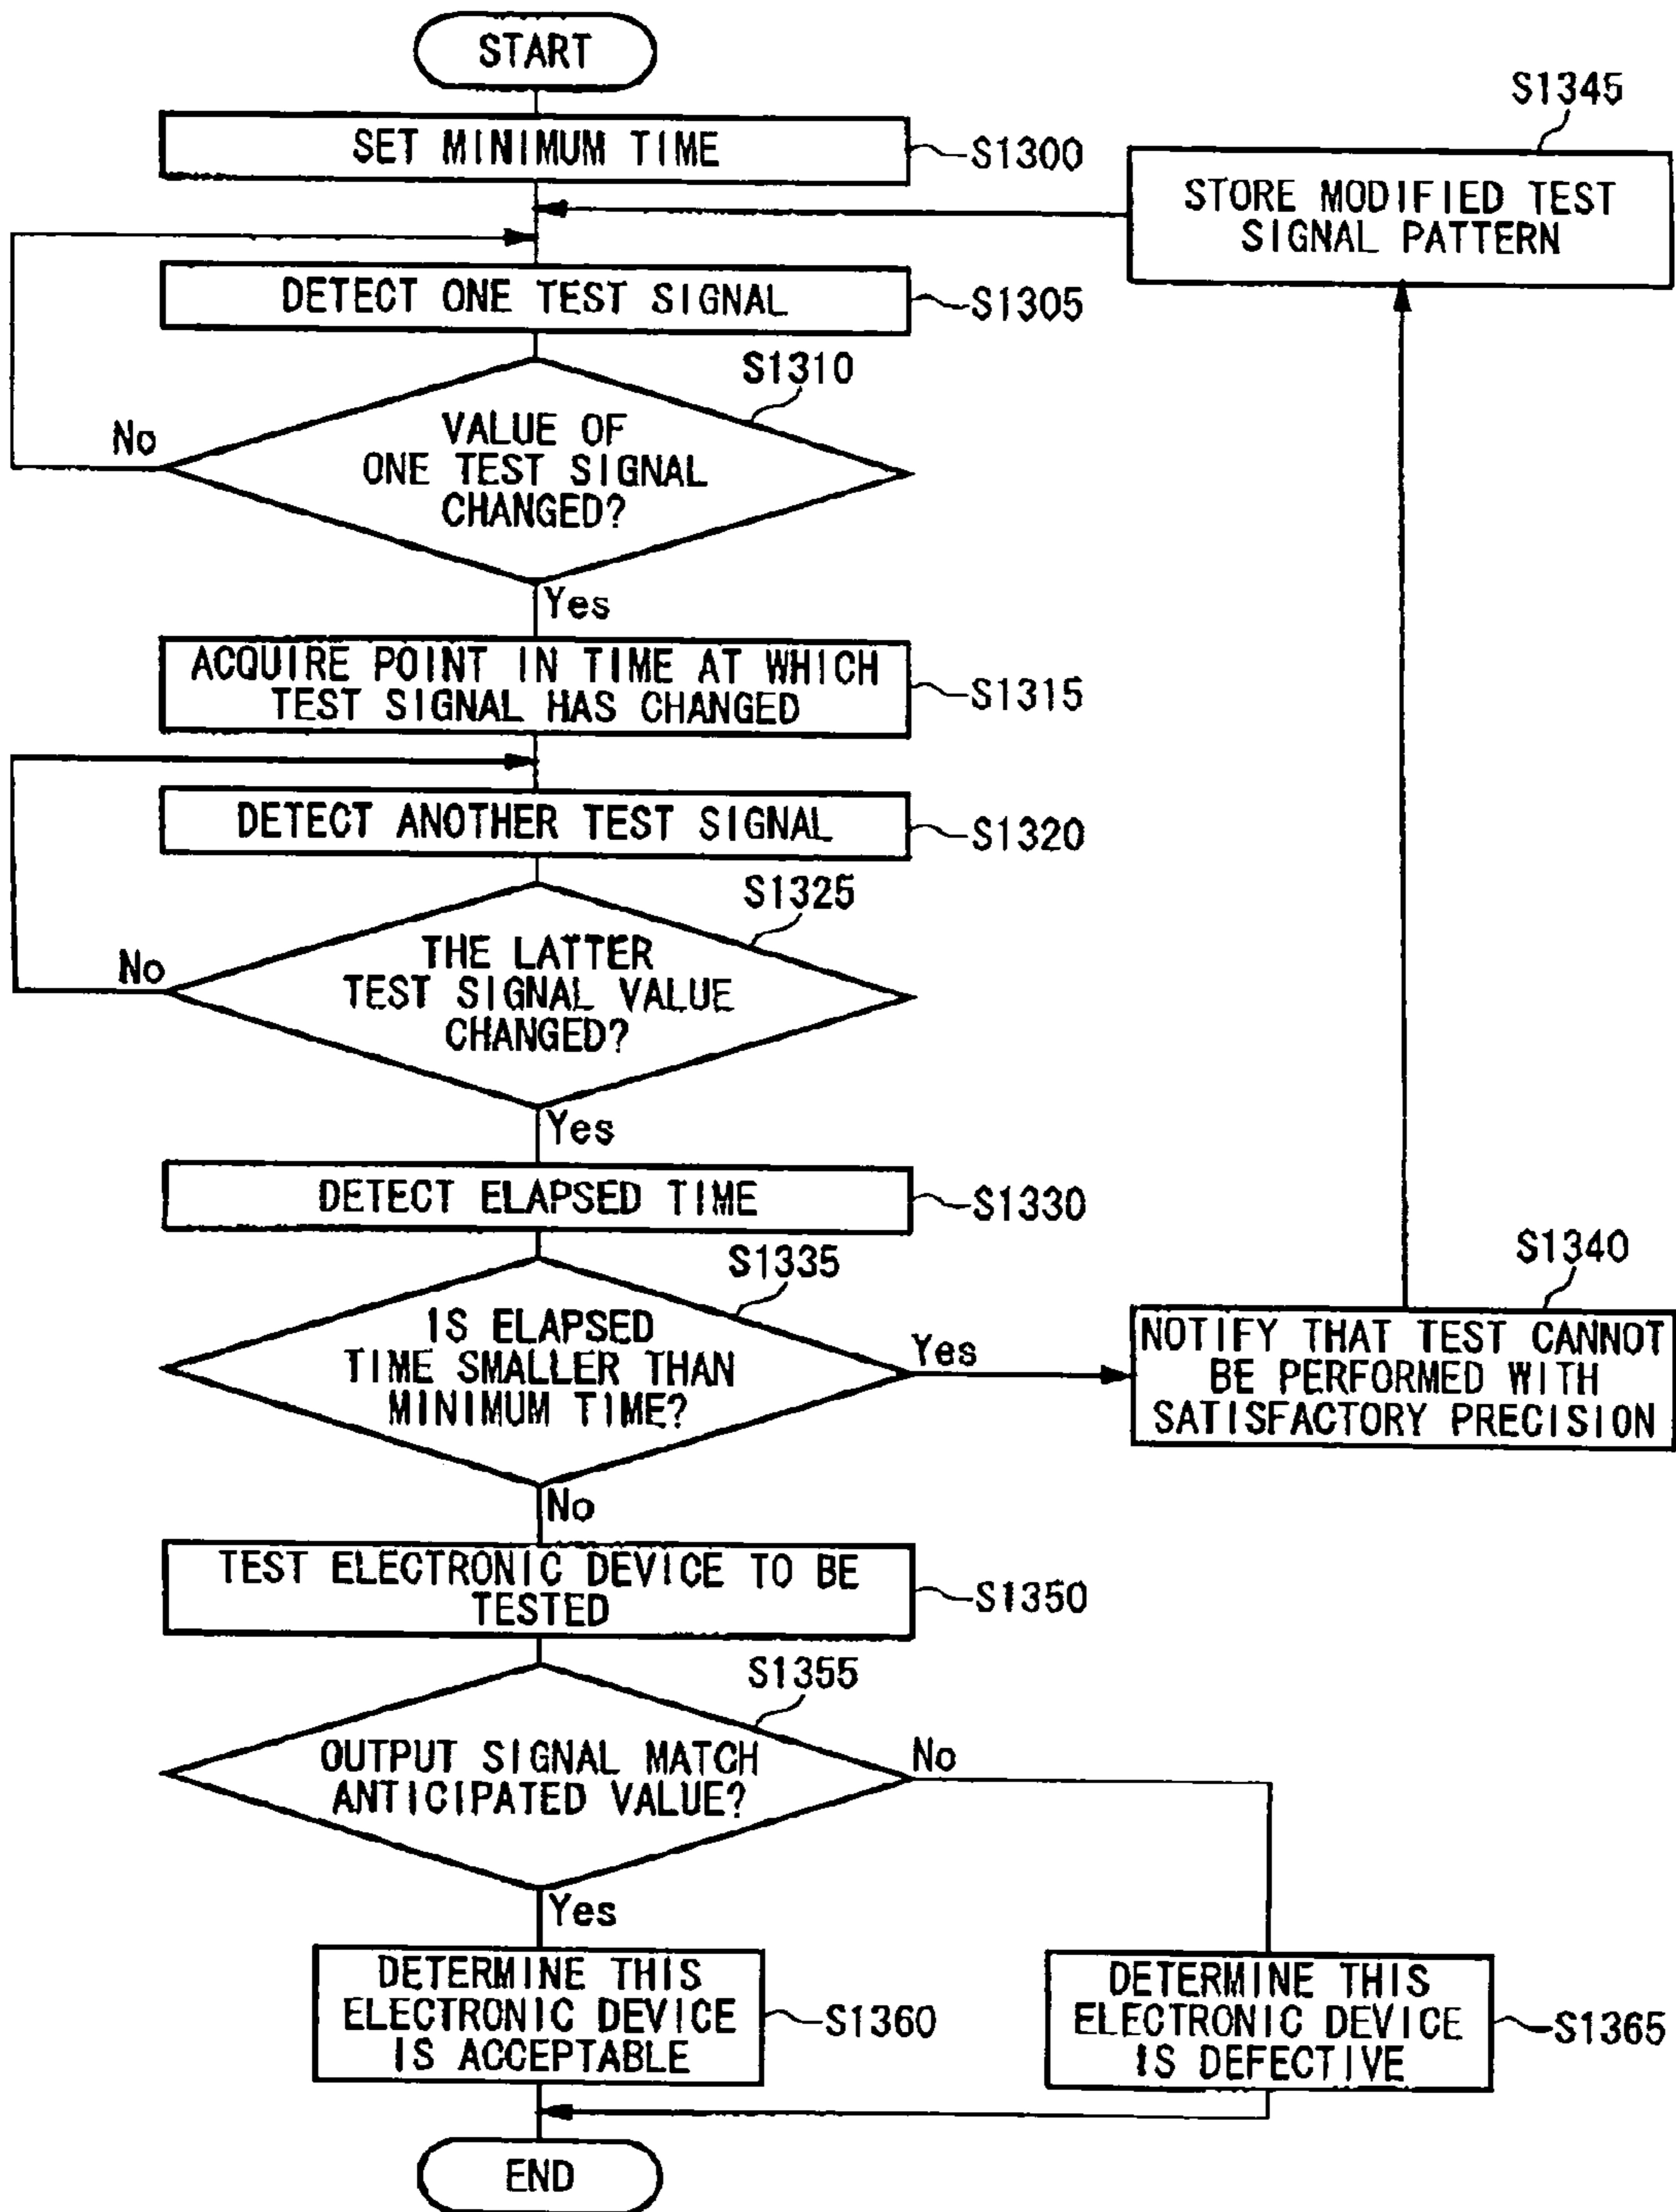 START
SET MINIMUM TIME
S1300
S1345
STORE MODIFIED TEST
SIGNAL PATTERN
DETECT ONE TEST SIGNAL
S1305
S1310
VALUE OF
ONE TEST SIGNAL
CHANGED?
No
Yes
ACQUIRE POINT IN TIME AT WHICH
TEST SIGNAL HAS CHANGED
S1315
DETECT ANOTHER TEST SIGNAL
S1320
S1325
THE LATTER
TEST SIGNAL VALUE
CHANGED?
No
Yes
DETECT ELAPSED TIME
S1330
S1335
IS ELAPSED
TIME SMALLER THAN
MINIMUM TIME?
Yes
S1340
NOTIFY THAT TEST CANNOT
BE PERFORMED WITH
SATISFACTORY PRECISION
No
TEST ELECTRONIC DEVICE TO BE
TESTED
S1350
S1355
OUTPUT SIGNAL MATCH
ANTICIPATED VALUE?
No
Yes
DETERMINE THIS
ELECTRONIC DEVICE
IS ACCEPTABLE
S1360
DETERMINE THIS
ELECTRONIC DEVICE
IS DEFECTIVE
S1365
END